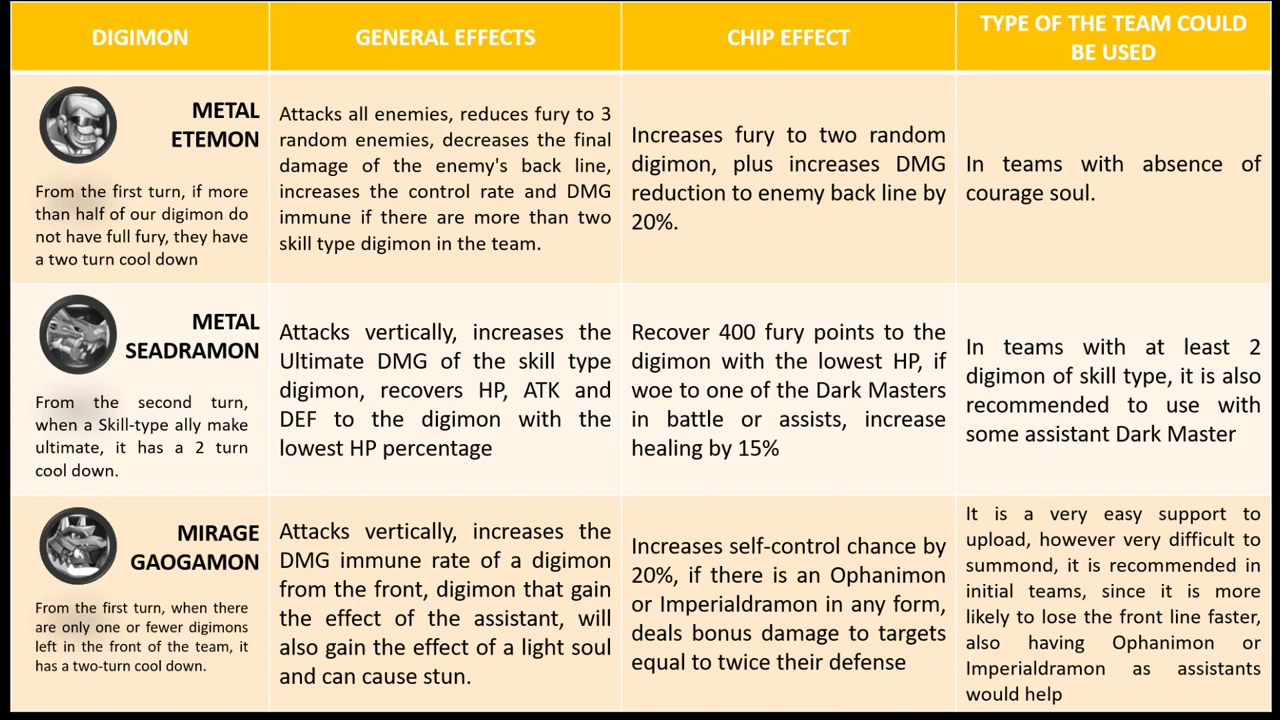 DIGIMON
GENERAL EFFECTS
CHIP EFFECT
TYPE OF THE TEAM COULD
BE USED
METAL
ETEMON
From the first turn, if more
than half of our digimon do
not have full fury, they have
a two turn cool down
Attacks all enemies, reduces fury to 3
random enemies, decreases the final
damage of the enemy's back line,
increases the control rate and DMG
immune if there are more than two
skill type digimon in the team.
Increases fury to two random
digimon, plus increases DMG
reduction to enemy back line by
20%.
In teams with absence of
courage soul.
METAL
SEADRAMON
From the second turn,
when a Skill-type ally make
ultimate, it has a 2 turn
cool down.
Attacks vertically, increases the
Ultimate DMG of the skill type
digimon, recovers HP, ATK and
DEF to the digimon with the
lowest HP percentage
Recover 400 fury points to the
digimon with the lowest HP, if
woe to one of the Dark Masters
in battle or assists, increase
healing by 15%
In teams with at least 2
digimon of skill type, it is also
recommended to use with
some assistant Dark Master
MIRAGE
GAOGAMON
From the first turn, when there
are only one or fewer digimons
left in the front of the team, it
has a two-turn cool down.
Attacks vertically, increases the
DMG immune rate of a digimon
from the front, digimon that gain
the effect of the assistant, will
also gain the effect of a light soul
and can cause stun.
Increases self-control chance by
20%, if there is an Ophanimon
or Imperialdramon in any form,
deals bonus damage to targets
equal to twice their defense
It is a very easy support to
upload, however very difficult to
summond, it is recommended in
initial teams, since it is more
likely to lose the front line faster,
also having Ophanimon or
Imperialdramon as assistants
would help